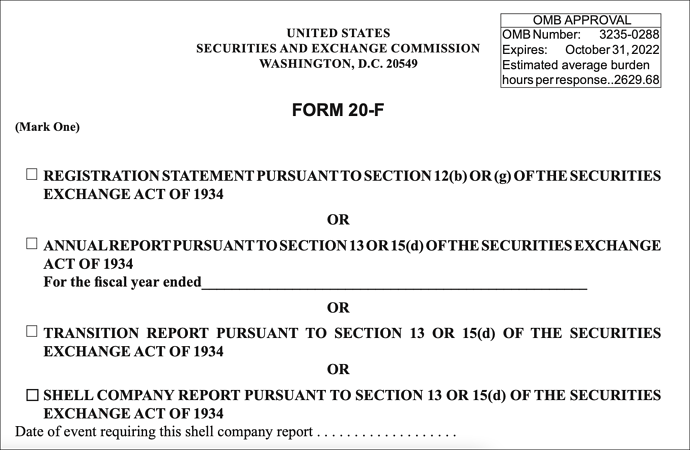 UNITED STATES
SECURITIES AND EXCHANGE COMMISSION
WASHINGTON, D.C. 20549
OMB APPROVAL
OMB Number: 3235-0288
Expires: October 31, 2022
Estimated average burden
hours per response..2629.68
FORM 20-F
(Mark One)
☐ REGISTRATION STATEMENT PURSUANT TO SECTION 12(b) OR (g) OF THE SECURITIES
EXCHANGE ACT OF 1934
OR
☐ ANNUAL REPORT PURSUANT TO SECTION 13 OR 15(d) OF THE SECURITIES EXCHANGE
ACT OF 1934
For the fiscal year ended____________________________________________________
OR
☐ TRANSITION REPORT PURSUANT TO SECTION 13 OR 15(d) OF THE SECURITIES
EXCHANGE ACT OF 1934
OR
☐ SHELL COMPANY REPORT PURSUANT TO SECTION 13 OR 15(d) OF THE SECURITIES
EXCHANGE ACT OF 1934
Date of event requiring this shell company report . . . . . . . . . . . . . . . . . . .